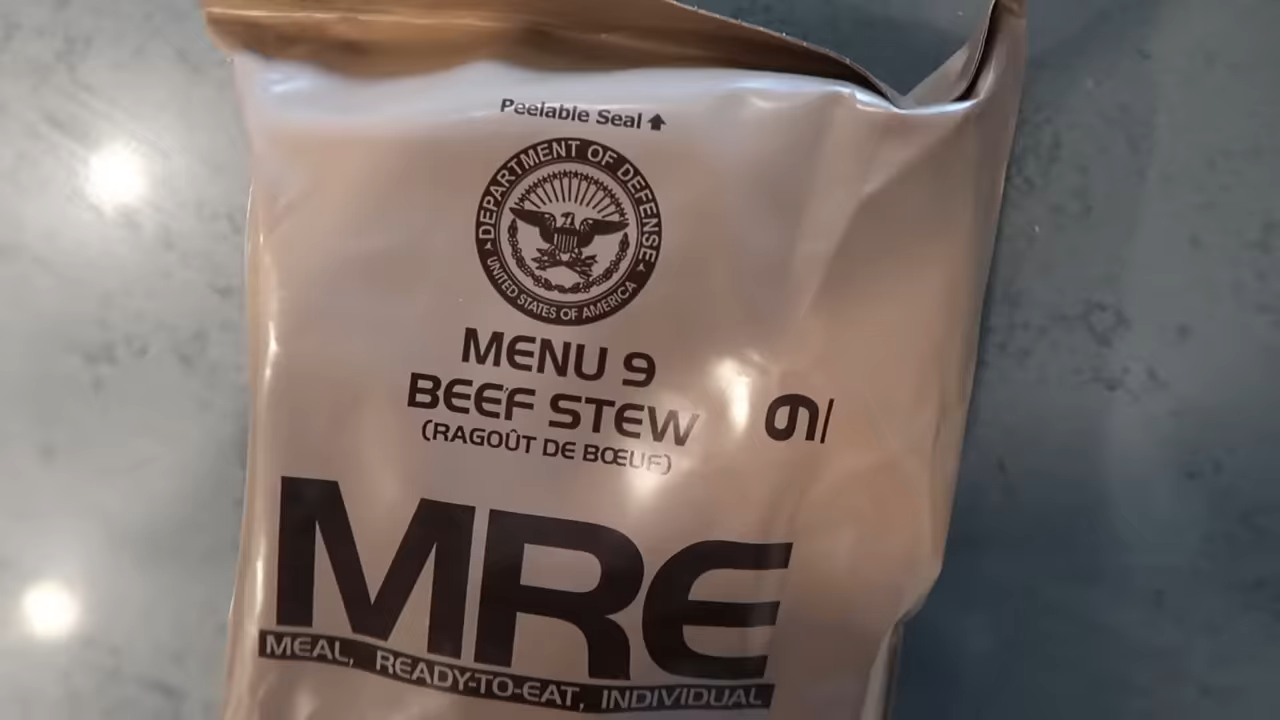 Peelable Seal
DEPARTMENT OF DEFENSE
UNITED STATES OF AMERICA
MENU 9
BEEF STEW
(RAGOÛT DE BŒUF)
9
MRE
MEAL, READY-TO-EAT, INDIVIDUAL